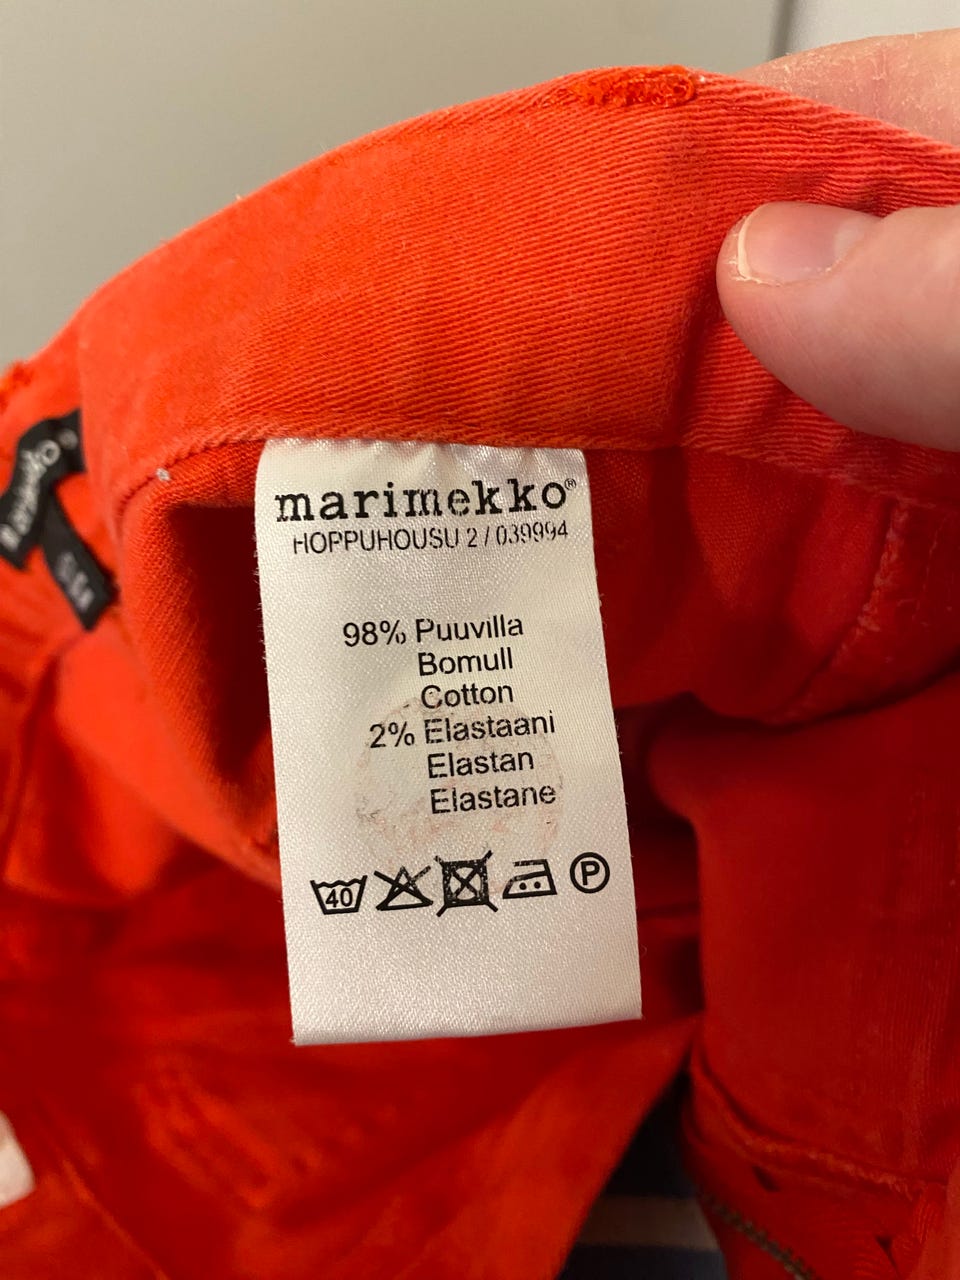 marimekko®
HOPPUHOUSU 2 / 039994
98% Puuvilla
Bomull
Cotton
2% Elastaani
Elastan
Elastane
40
P